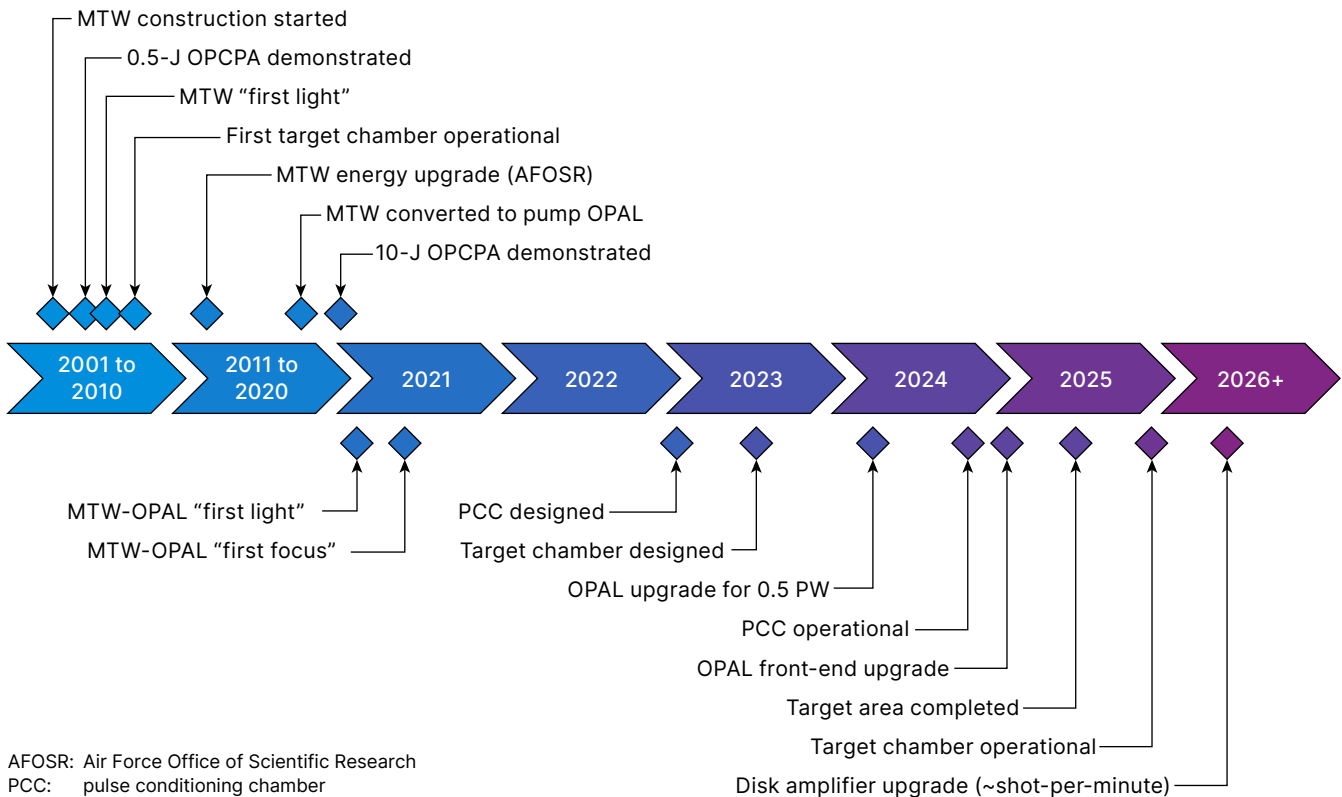 MTW construction started
0.5-J OPCPA demonstrated
MTW “first light”
First target chamber operational
MTW energy upgrade (AFOSR)
MTW converted to pump OPAL
10-J OPCPA demonstrated
2001 to
2010
2011 to
2020
2021
2022
2023
2024
2025
2026+
MTW-OPAL “first light”
MTW-OPAL “first focus”
PCC designed
Target chamber designed
OPAL upgrade for 0.5 PW
PCC operational
OPAL front-end upgrade
Target area completed
Target chamber operational
Disk amplifier upgrade (~shot-per-minute)
AFOSR: Air Force Office of Scientific Research
PCC: pulse conditioning chamber